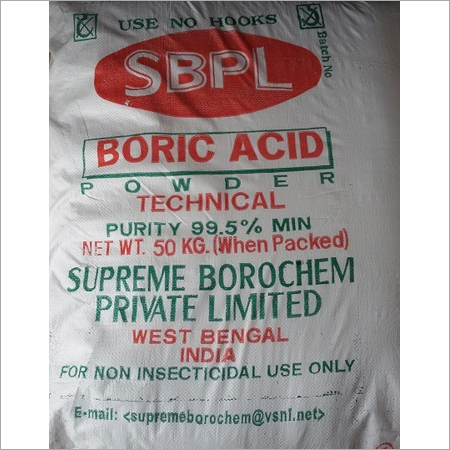 USE NO HOOKS
Batch No
SBPL
BORIC ACID
POWDER
TECHNICAL
PURITY 99.5% MIN
NET WT. 50 KG.(When Packed)
SUPREME BOROCHEM
PRIVATE LIMITED
WEST BENGAL
INDIA
FOR NON INSECTICIDAL USE ONLY
E-mail: <supremeborochem@vsnl.net>